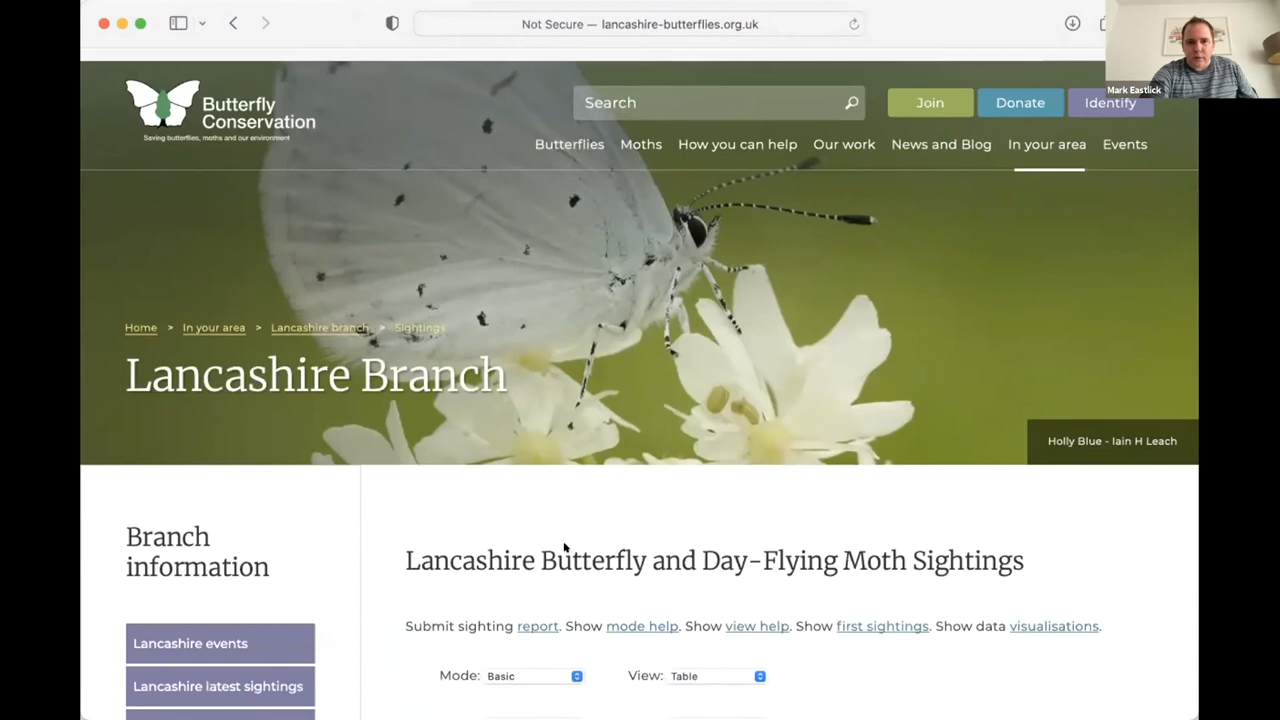 Not Secure — lancashire-butterflies.org.uk
Mark Eastlick
Butterfly
Conservation
Saving butterflies, moths and our environment
Search
Join
Donate
Identify
Butterflies
Moths
How you can help
Our work
News and Blog
In your area
Events
Home > In your area > Lancashire branch > Sightings
Lancashire Branch
Holly Blue - Iain H Leach
Branch
information
Lancashire events
Lancashire latest sightings
Lancashire Butterfly and Day-Flying Moth Sightings
Submit sighting report. Show mode help. Show view help. Show first sightings. Show data visualisations.
Mode: Basic
View: Table